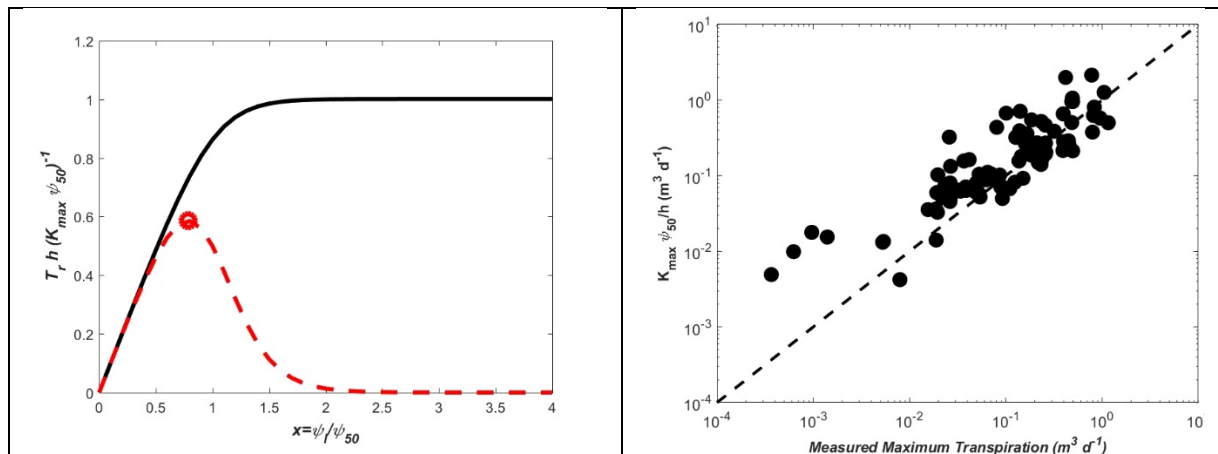 1.2
1
0.8
0.6
0.4
0.2
0
T_r h (K_max ψ_50)^-1
0 0.5 1 1.5 2 2.5 3 3.5 4
x=ψ_l/ψ_50
10^1
10^0
10^-1
10^-2
10^-3
10^-4
K_max ψ_50/h (m^3 d^-1)
10^-4 10^-3 10^-2 10^-1 10^0 10
Measured Maximum Transpiration (m^3 d^-1)